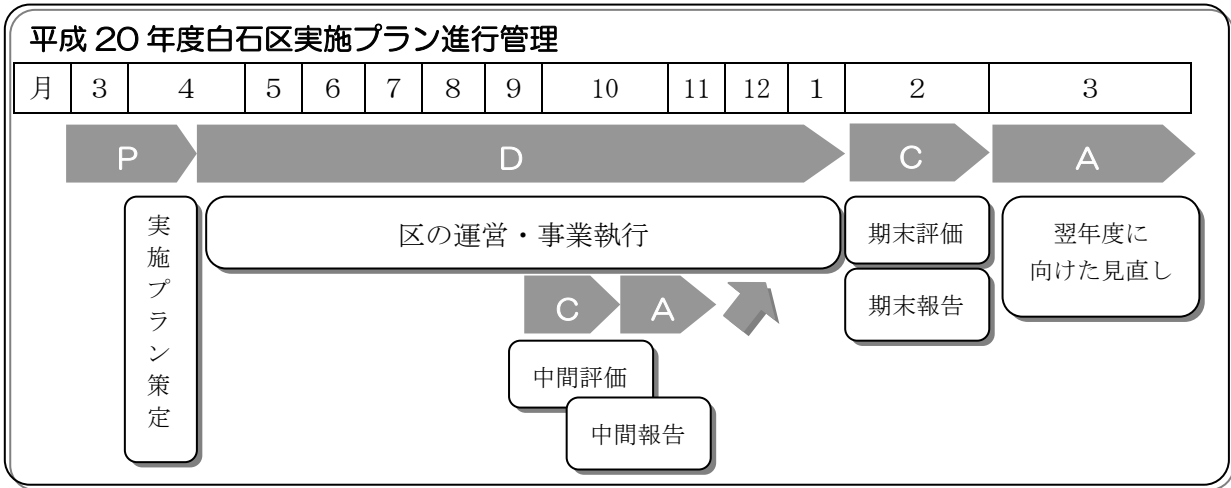 平成20年度白石区実施プラン進行管理
月 3 4 5 6 7 8 9 10 11 12 1 2 3
P D C A
実施プラン策定
区の運営・事業執行
期末評価
期末報告
翌年度に
向けた見直し
C A
中間評価
中間報告